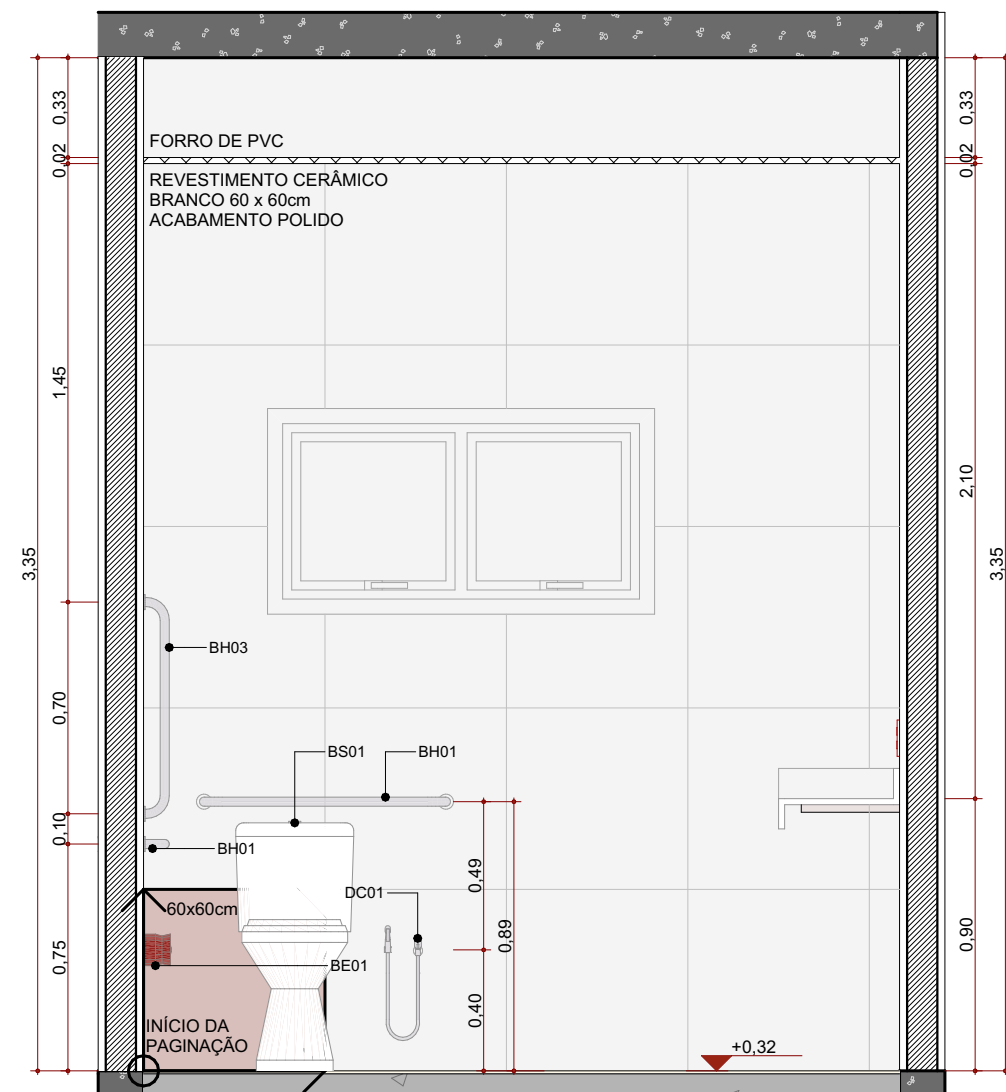 0,33
0,33
FORRO DE PVC
0,02
0,02
REVESTIMENTO CERÂMICO
BRANCO 60 x 60cm
ACABAMENTO POLIDO
1,45
2,10
3,35
3,35
BH03
0,70
BS01
BH01
0,10
BH01
0,49
DC01
60x60cm
0,89
0,90
0,75
BE01
0,40
INÍCIO DA
PAGINAÇÃO
+0,32